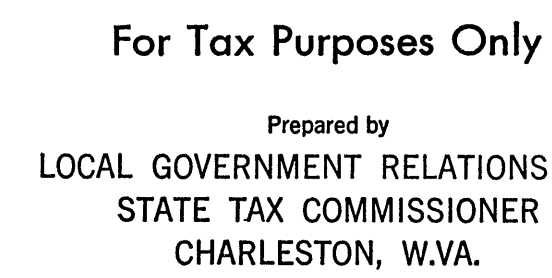 For Tax Purposes Only
Prepared by
LOCAL GOVERNMENT RELATIONS
STATE TAX COMMISSIONER
CHARLESTON, W.VA.